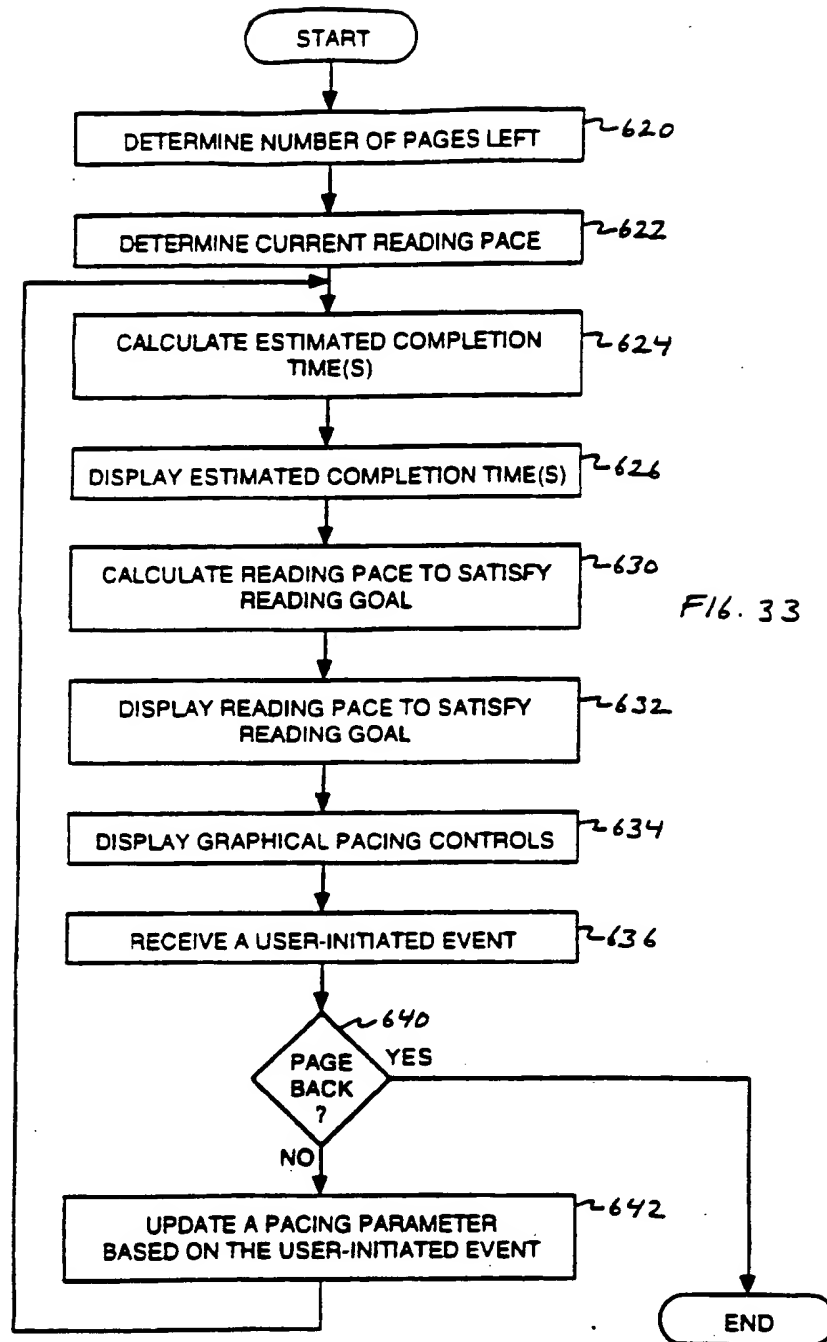 START
DETERMINE NUMBER OF PAGES LEFT
620
DETERMINE CURRENT READING PACE
622
CALCULATE ESTIMATED COMPLETION
TIME(S)
624
DISPLAY ESTIMATED COMPLETION TIME(S)
626
CALCULATE READING PACE TO SATISFY
READING GOAL
630
FIG. 33
DISPLAY READING PACE TO SATISFY
READING GOAL
632
DISPLAY GRAPHICAL PACING CONTROLS
634
RECEIVE A USER-INITIATED EVENT
636
640
PAGE
BACK
?
YES
NO
UPDATE A PACING PARAMETER
BASED ON THE USER-INITIATED EVENT
642
END